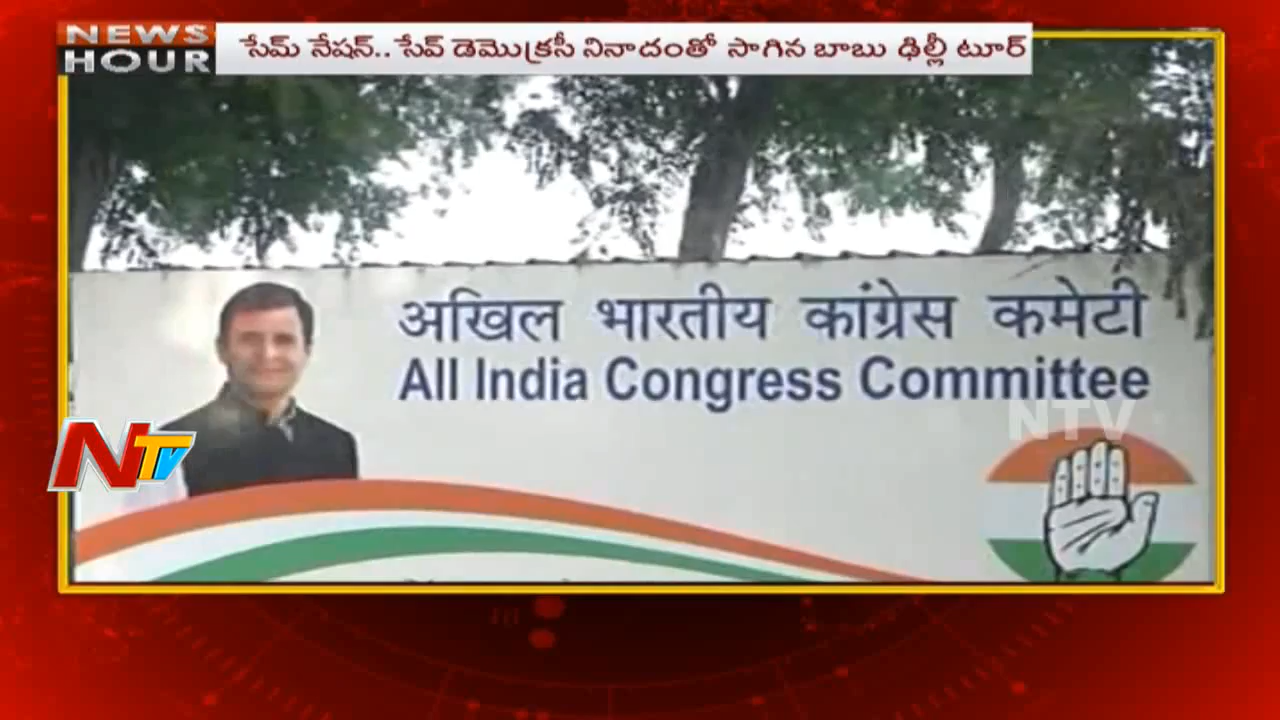 NEWS
HOUR
సేమ్ నేషన్.. సేవ్ డెమొక్రసీ నినాదంతో సాగిన బాబు ఢిల్లీ టూర్
अखिल भारतीय कांग्रेस कमेटी
All India Congress Committee
NTV
NTV